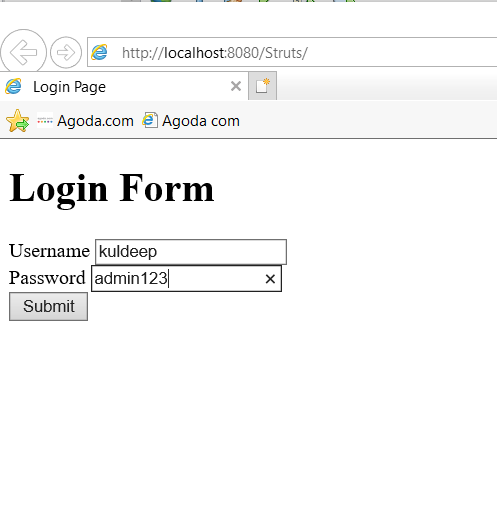 http://localhost:8080/Struts/
Login Page
Agoda.com Agoda com
Login Form
Username kuldeep
Password admin123
Submit